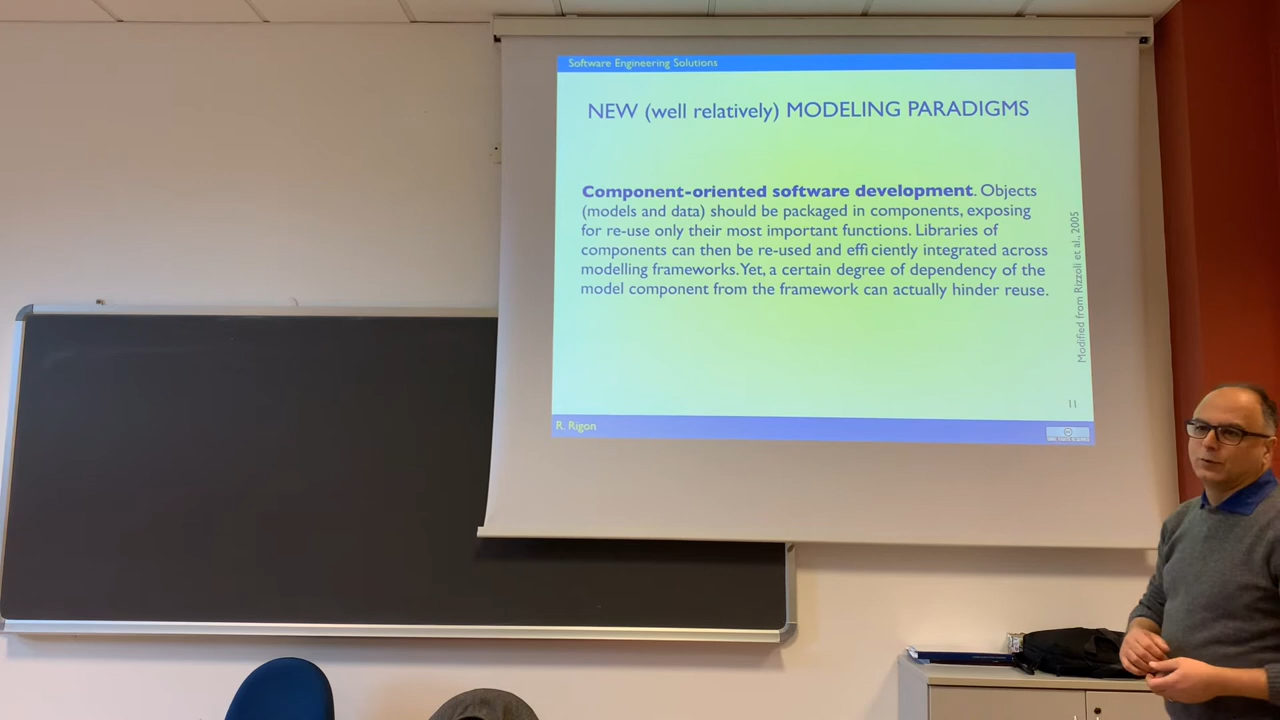 Software Engineering Solutions
NEW (well relatively) MODELING PARADIGMS
Component-oriented software development. Objects
(models and data) should be packaged in components, exposing
for re-use only their most important functions. Libraries of
components can then be re-used and efficiently integrated across
modelling frameworks. Yet, a certain degree of dependency of the
model component from the framework can actually hinder reuse.
Modified from Rizzoli et al., 2005
11
R. Rigon